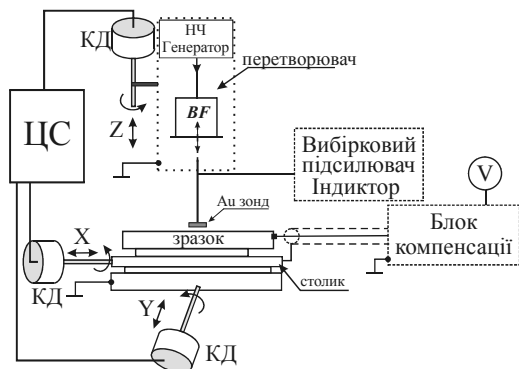 КД
НЧ
Генератор
перетворювач
ЦС
BF
Z
Вибірковий
підсилювач
Індиктор
V
Au зонд
зразок
Блок
компенсації
X
КД
столик
Y
КД